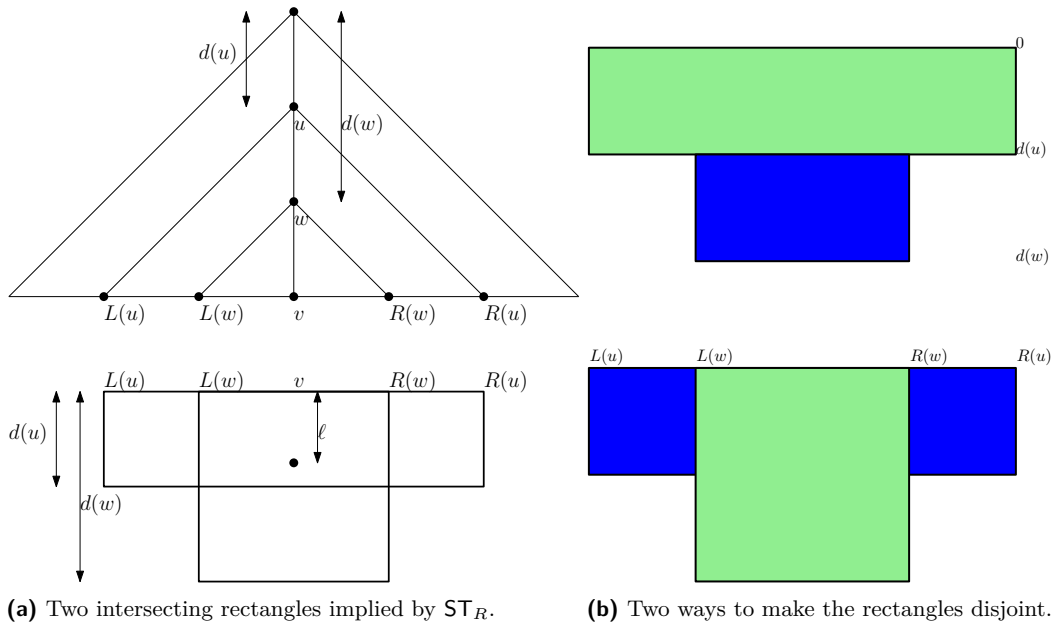 d(u)
u
d(w)
w
L(u) L(w) v R(w) R(u)
L(u) L(w) v R(w) R(u)
d(u)
ℓ
d(w)
(a) Two intersecting rectangles implied by ST_R.
0
d(u)
d(w)
L(u) L(w) R(w) R(u)
(b) Two ways to make the rectangles disjoint.